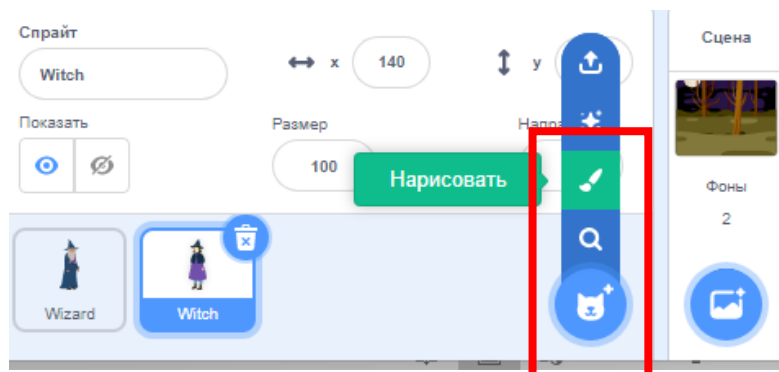 Спрайт
Witch
x 140
y
Сцена
Показать
Размер
100
Нарисовать
Фоны
2
Wizard
Witch